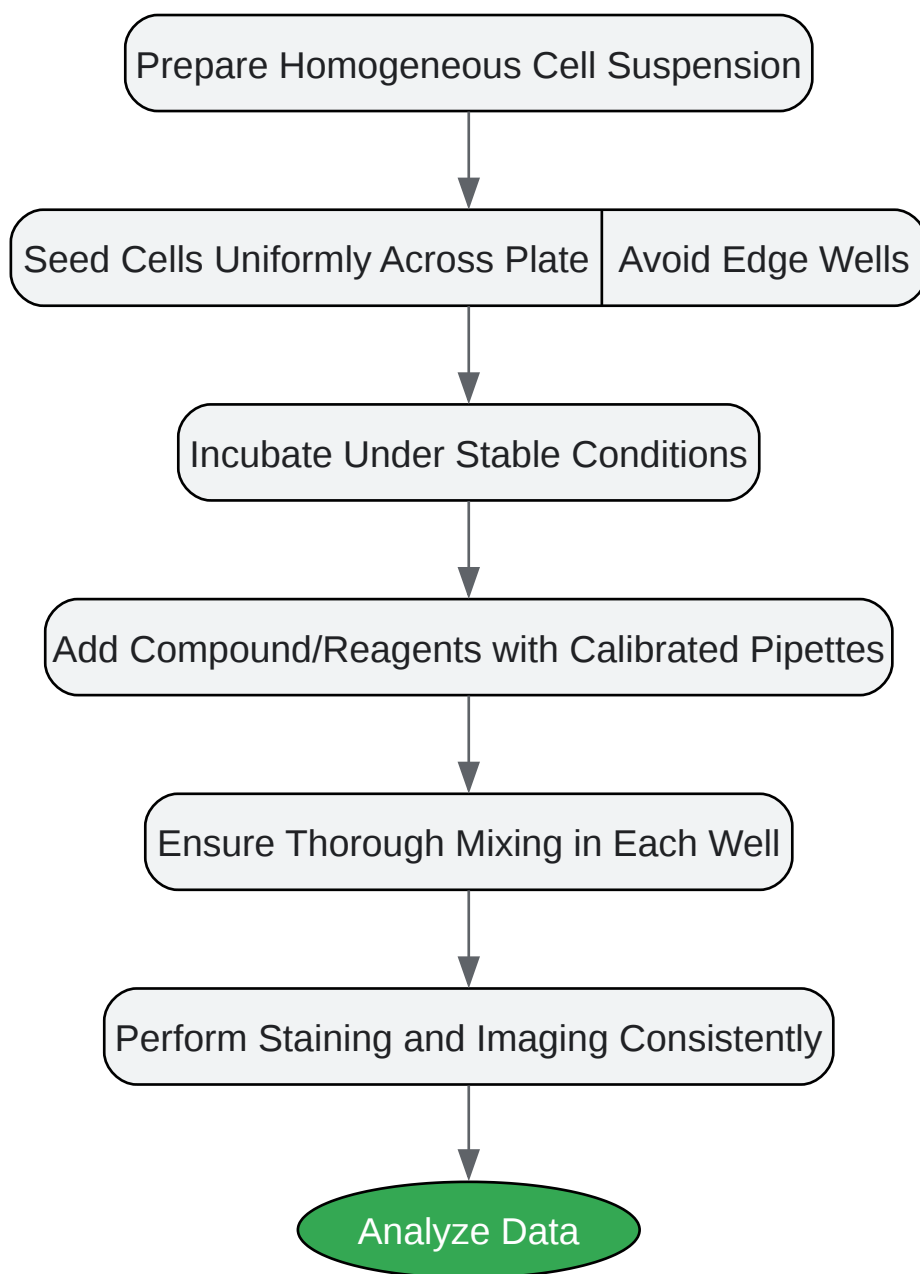 Prepare Homogeneous Cell Suspension
Seed Cells Uniformly Across Plate
Avoid Edge Wells
Incubate Under Stable Conditions
Add Compound/Reagents with Calibrated Pipettes
Ensure Thorough Mixing in Each Well
Perform Staining and Imaging Consistently
Analyze Data